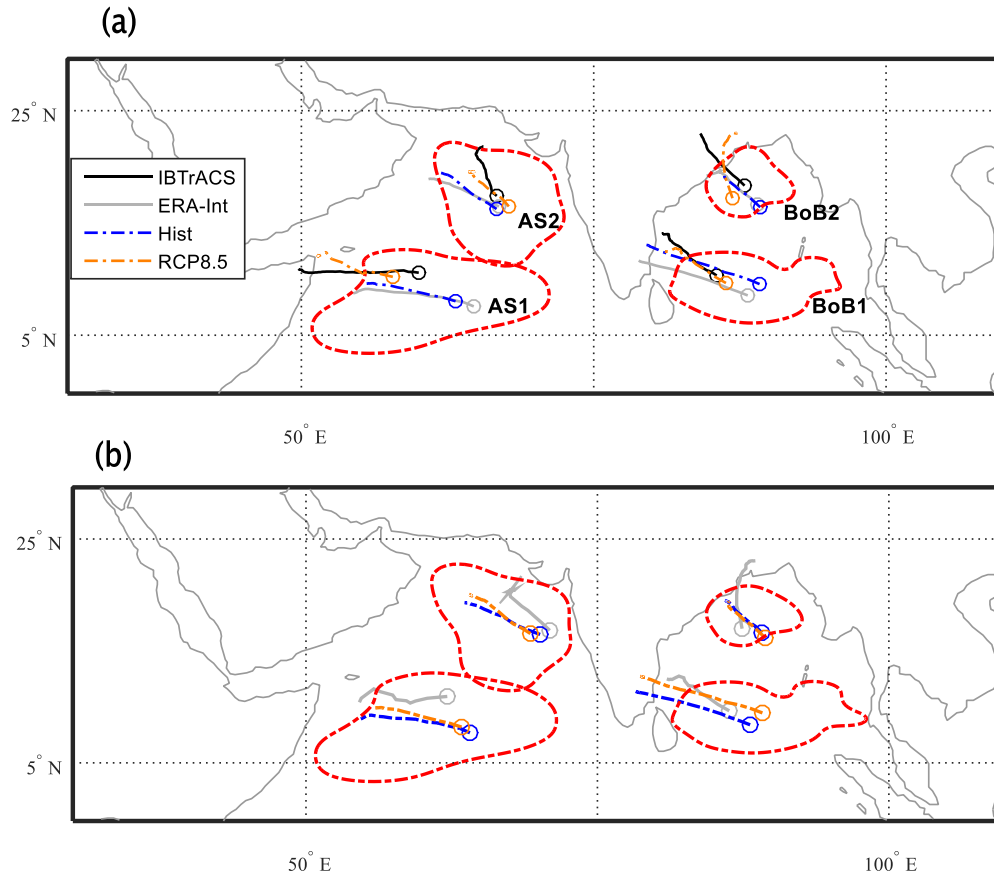 (a)
25° N
IBTrACS
ERA-Int
Hist
RCP8.5
AS2
BoB2
AS1
BoB1
5° N
50° E
100° E
(b)
25° N
5° N
50° E
100° E